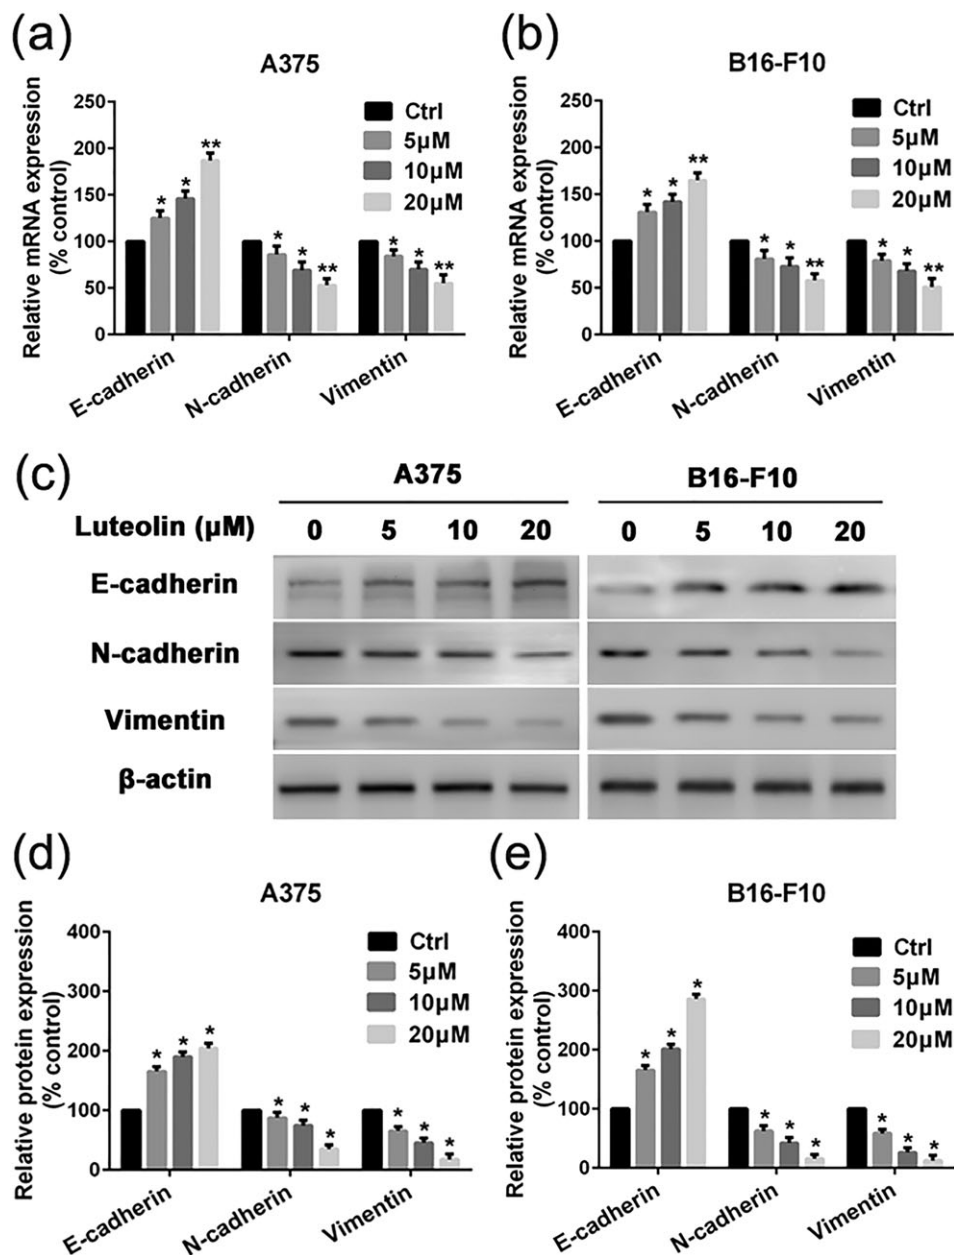 (a)
A375
Relative mRNA expression
(% control)
250
200
150
100
50
0
Ctrl
5μM
10μM
20μM
* * **
* * **
* * **
E-cadherin
N-cadherin
Vimentin
(b)
B16-F10
Relative mRNA expression
(% control)
250
200
150
100
50
0
Ctrl
5μM
10μM
20μM
* * **
* * **
* * **
E-cadherin
N-cadherin
Vimentin
(c)
A375 B16-F10
Luteolin (μM) 0 5 10 20 0 5 10 20
E-cadherin
N-cadherin
Vimentin
β-actin
(d)
A375
Relative protein expression
(% control)
400
300
200
100
0
Ctrl
5μM
10μM
20μM
* * *
* * *
* * *
E-cadherin
N-cadherin
Vimentin
(e)
B16-F10
Relative protein expression
(% control)
400
300
200
100
0
Ctrl
5μM
10μM
20μM
* * *
* * *
* * *
E-cadherin
N-cadherin
Vimentin